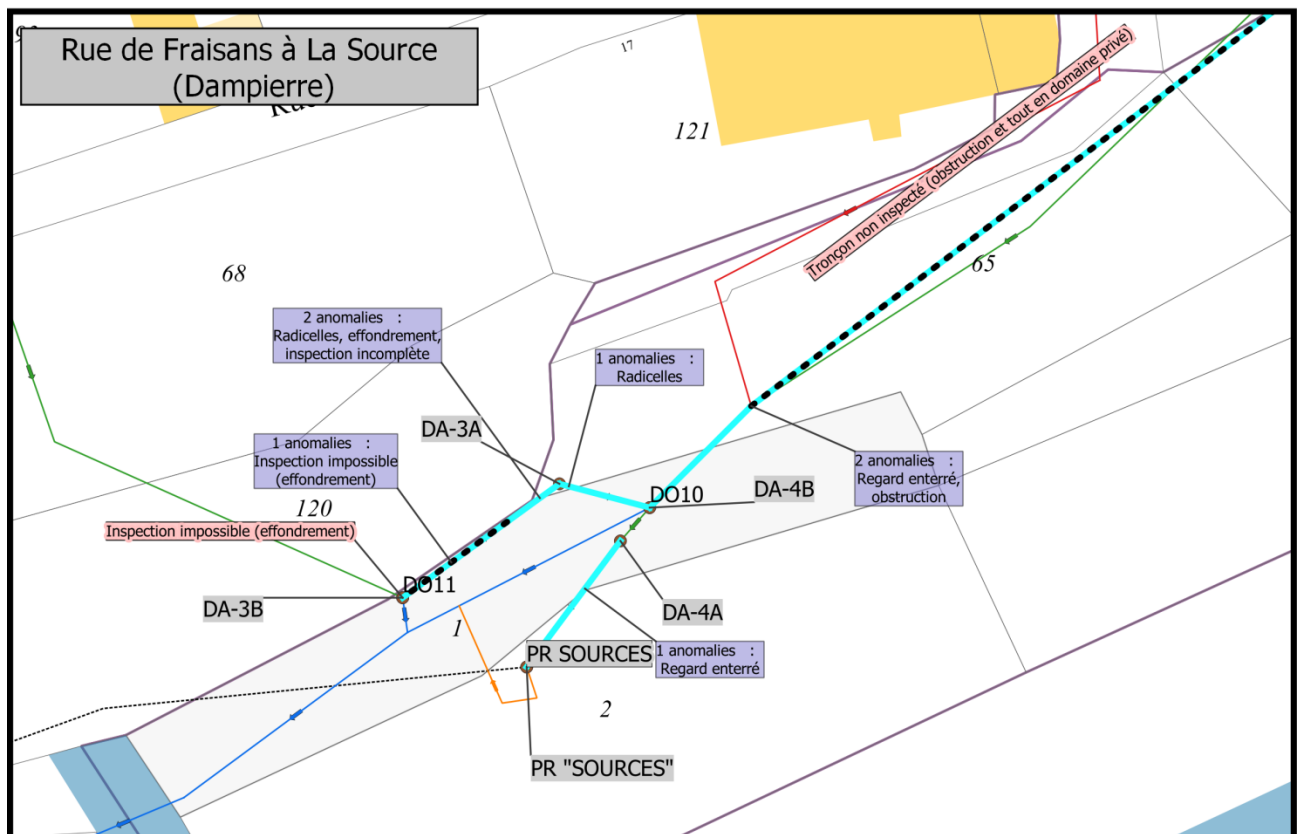 Rue de Fraisans à La Source
(Dampierre)
17
121
Tronçon non inspecté (obstruction et tout en domaine privé)
65
68
2 anomalies :
Radicelles, effondrement,
inspection incomplète
1 anomalies :
Radicelles
DA-3A
1 anomalies :
Inspection impossible
(effondrement)
2 anomalies :
Regard enterré,
obstruction
DO10
DA-4B
120
Inspection impossible (effondrement)
DO11
DA-3B
DA-4A
1
PR SOURCES
1 anomalies :
Regard enterré
2
PR "SOURCES"